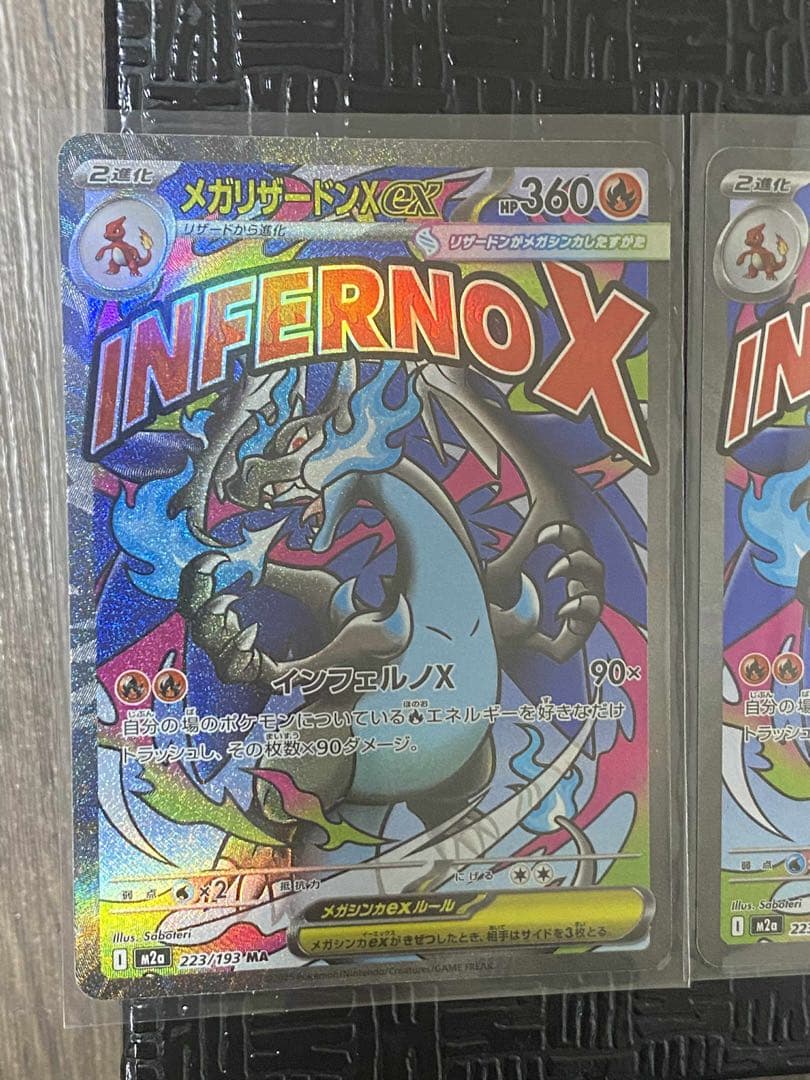 2進化
メガリザードンXex
HP360
リザードから進化
リザードンがメガシンカしたすがた
INFERNOX
インフェルノX 90×
自分の場のポケモンについているエネルギーを好きなだけ
トラッシュし、その枚数×90ダメージ。
弱点 ×2 抵抗力 にげる
メガシンカexルール
メガシンカexがきぜつしたとき、相手はサイドを3枚とる。
Illus. Saboteri
I M2a 223/193 MA
©2025 Pokémon/Nintendo/Creatures/GAME FREAK
2進化
IN
自分の場
トラッシュし
弱点
Illus. Saboteri
I M2a 223